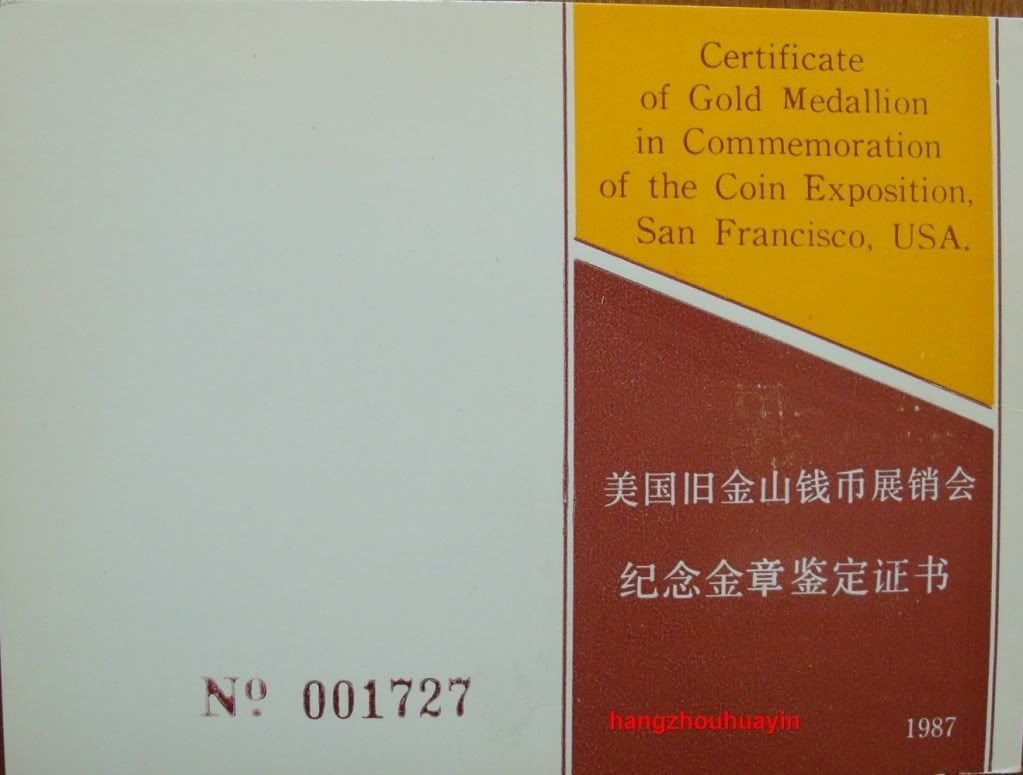 Certificate
of Gold Medallion
in Commemoration
of the Coin Exposition,
San Francisco, USA.
美国旧金山钱币展销会
纪念金章鉴定证书
Nº 001727
hangzhouhuayin
1987